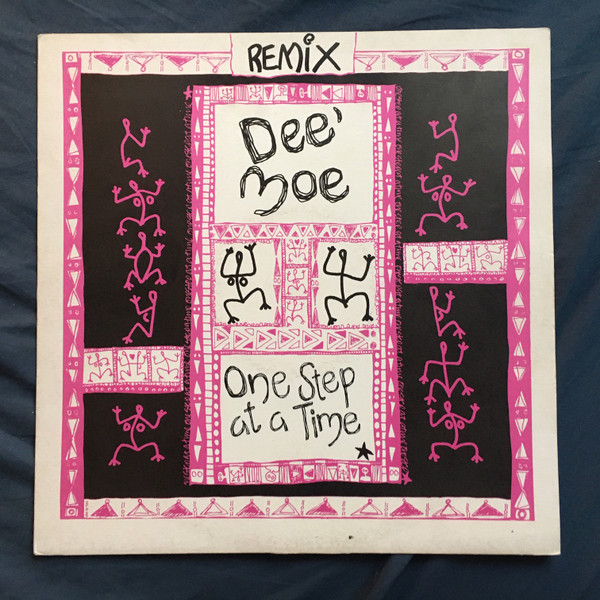 REMIX
Dee'
moe
One Step
at a Time